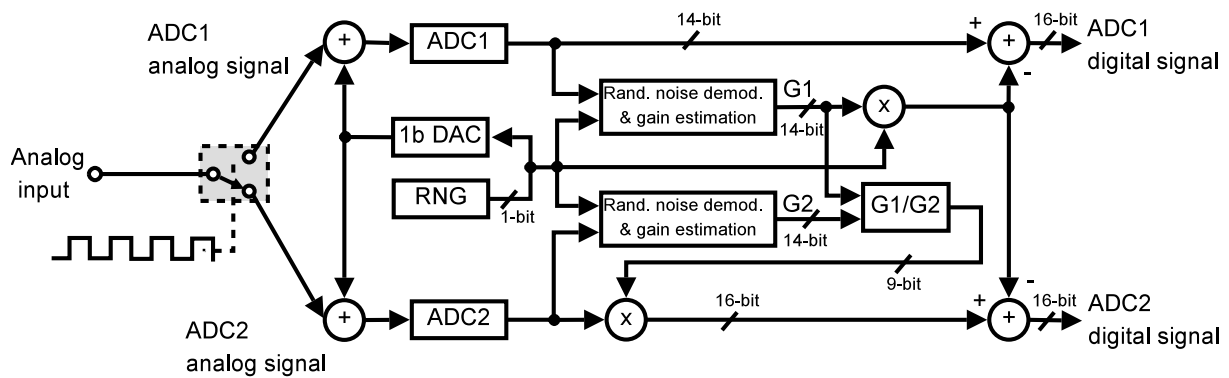 ADC1
analog signal
+
ADC1
14-bit
+
+
16-bit
ADC1
digital signal
-
Rand. noise demod.
& gain estimation
G1
14-bit
x
1b DAC
Analog
input
RNG
1-bit
Rand. noise demod.
& gain estimation
G2
14-bit
G1/G2
9-bit
ADC2
analog signal
+
ADC2
x
16-bit
+
-
+
16-bit
ADC2
digital signal